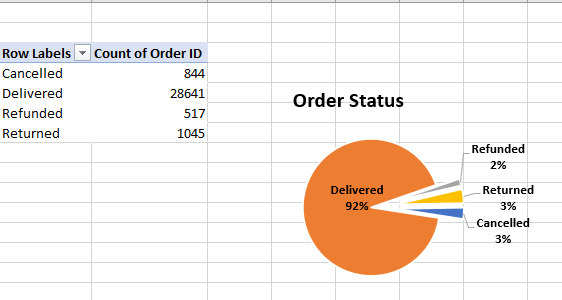 Row Labels Count of Order ID
Cancelled 844
Delivered 28641
Refunded 517
Returned 1045
Order Status
Refunded
2%
Delivered
92%
Returned
3%
Cancelled
3%